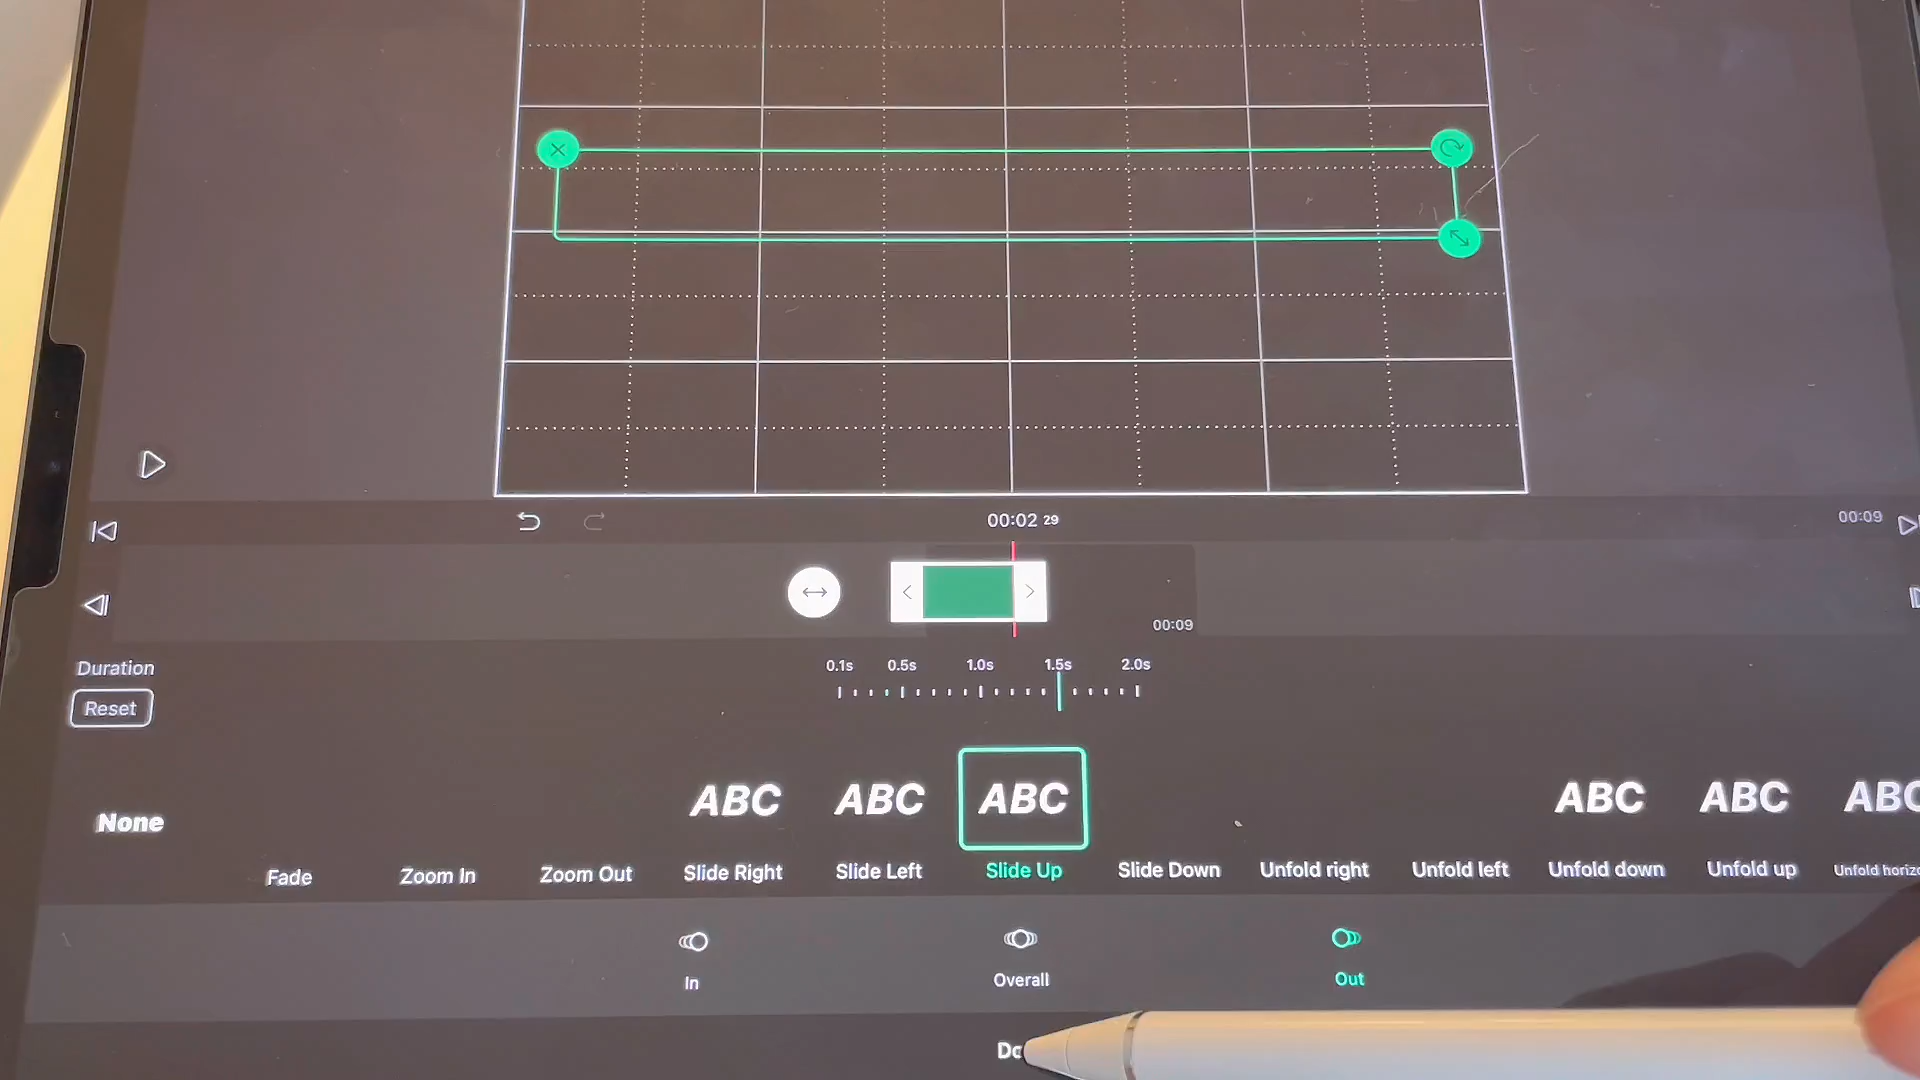 00:02 29
00:09
00:09
Duration
Reset
0.1s 0.5s 1.0s 1.5s 2.0s
None
ABC ABC ABC ABC ABC ABC
Fade Zoom In Zoom Out Slide Right Slide Left Slide Up Slide Down Unfold right Unfold left Unfold down Unfold up Unfold
In Overall Out